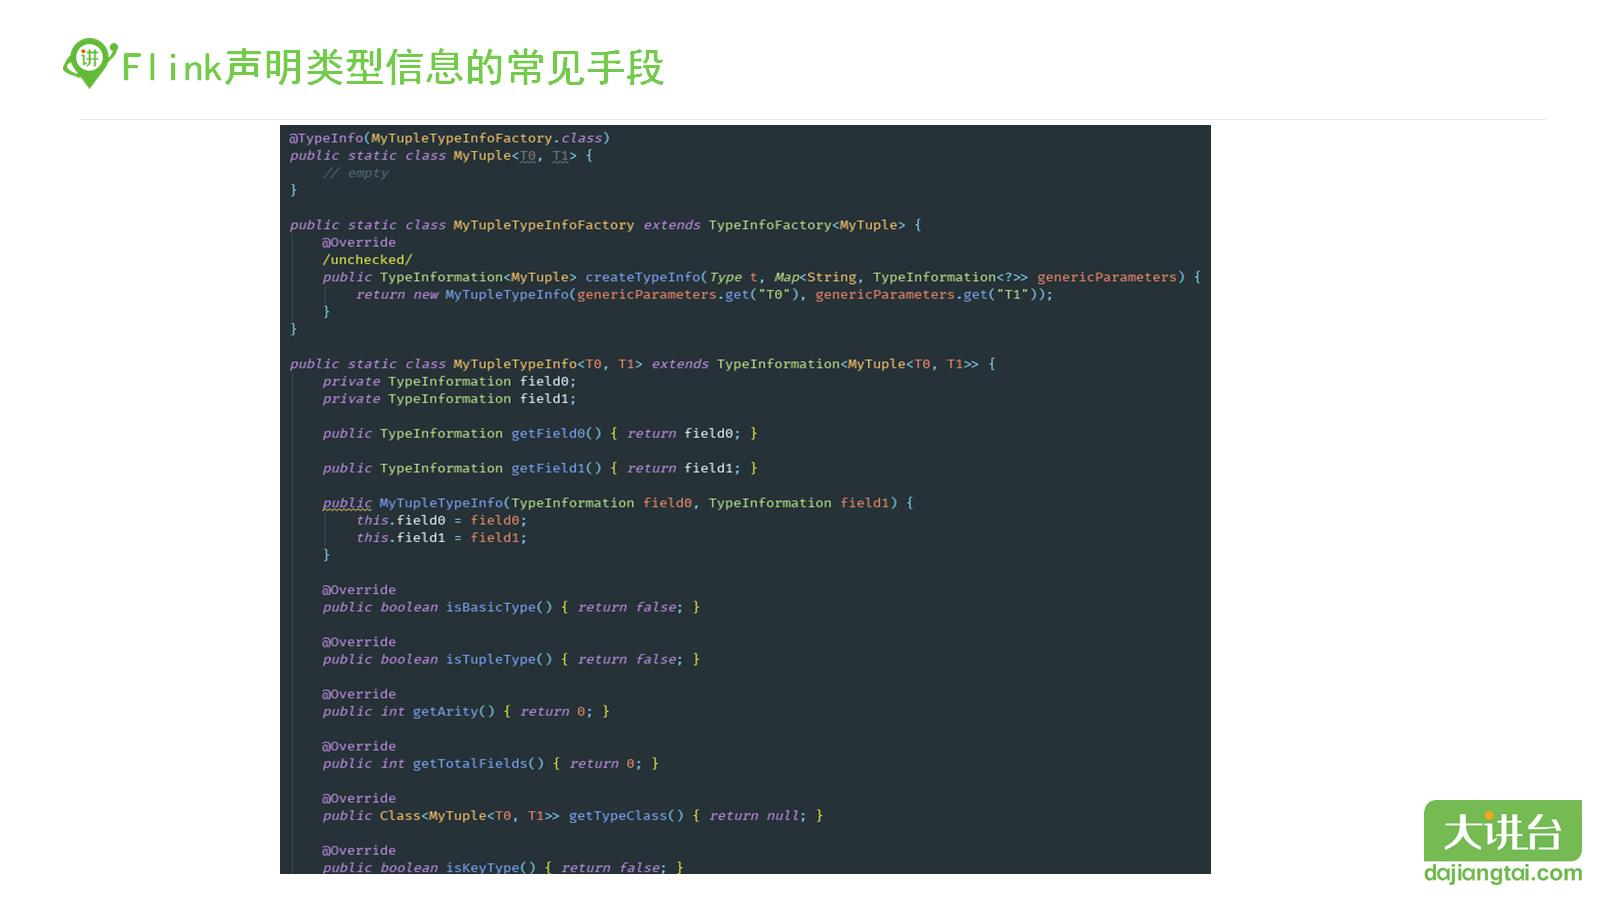 讲
Flink声明类型信息的常见手段
@TypeInfo(MyTupleTypeInfoFactory.class)
public static class MyTuple<T0, T1> {
    // empty
}
public static class MyTupleTypeInfoFactory extends TypeInfoFactory<MyTuple> {
    @Override
    /unchecked/
    public TypeInformation<MyTuple> createTypeInfo(Type t, Map<String, TypeInformation<?>> genericParameters) {
        return new MyTupleTypeInfo(genericParameters.get("T0"), genericParameters.get("T1"));
    }
}
public static class MyTupleTypeInfo<T0, T1> extends TypeInformation<MyTuple<T0, T1>> {
    private TypeInformation field0;
    private TypeInformation field1;
    public TypeInformation getField0() { return field0; }
    public TypeInformation getField1() { return field1; }
    public MyTupleTypeInfo(TypeInformation field0, TypeInformation field1) {
        this.field0 = field0;
        this.field1 = field1;
    }
    @Override
    public boolean isBasicType() { return false; }
    @Override
    public boolean isTupleType() { return false; }
    @Override
    public int getArity() { return 0; }
    @Override
    public int getTotalFields() { return 0; }
    @Override
    public Class<MyTuple<T0, T1>> getTypeClass() { return null; }
    @Override
    public boolean isKeyType() { return false; }
大讲台
dajiangtai.com